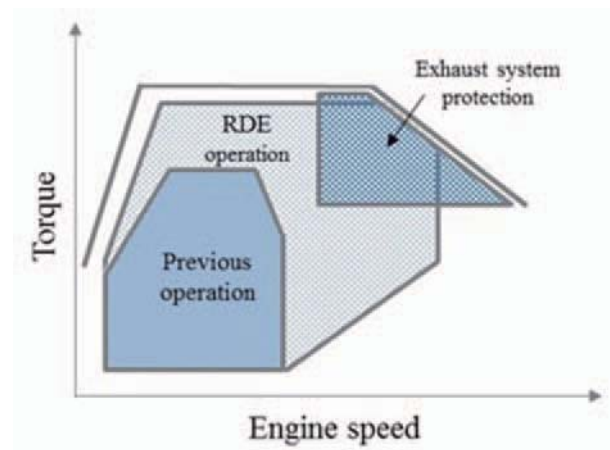 Exhaust system
protection
RDE
operation
Previous
operation
Torque
Engine speed